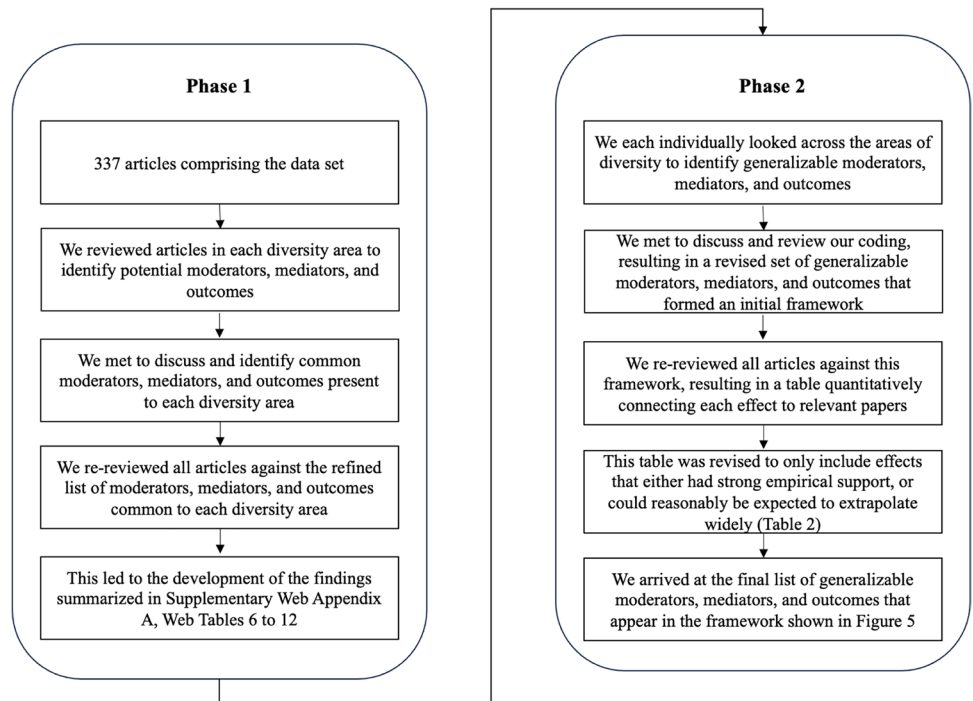 Phase 1
337 articles comprising the data set
We reviewed articles in each diversity area to
identify potential moderators, mediators, and
outcomes
We met to discuss and identify common
moderators, mediators, and outcomes present
to each diversity area
We re-reviewed all articles against the refined
list of moderators, mediators, and outcomes
common to each diversity area
This led to the development of the findings
summarized in Supplementary Web Appendix
A, Web Tables 6 to 12
Phase 2
We each individually looked across the areas of
diversity to identify generalizable moderators,
mediators, and outcomes
We met to discuss and review our coding,
resulting in a revised set of generalizable
moderators, mediators, and outcomes that
formed an initial framework
We re-reviewed all articles against this
framework, resulting in a table quantitatively
connecting each effect to relevant papers
This table was revised to only include effects
that either had strong empirical support, or
could reasonably be expected to extrapolate
widely (Table 2)
We arrived at the final list of generalizable
moderators, mediators, and outcomes that
appear in the framework shown in Figure 5